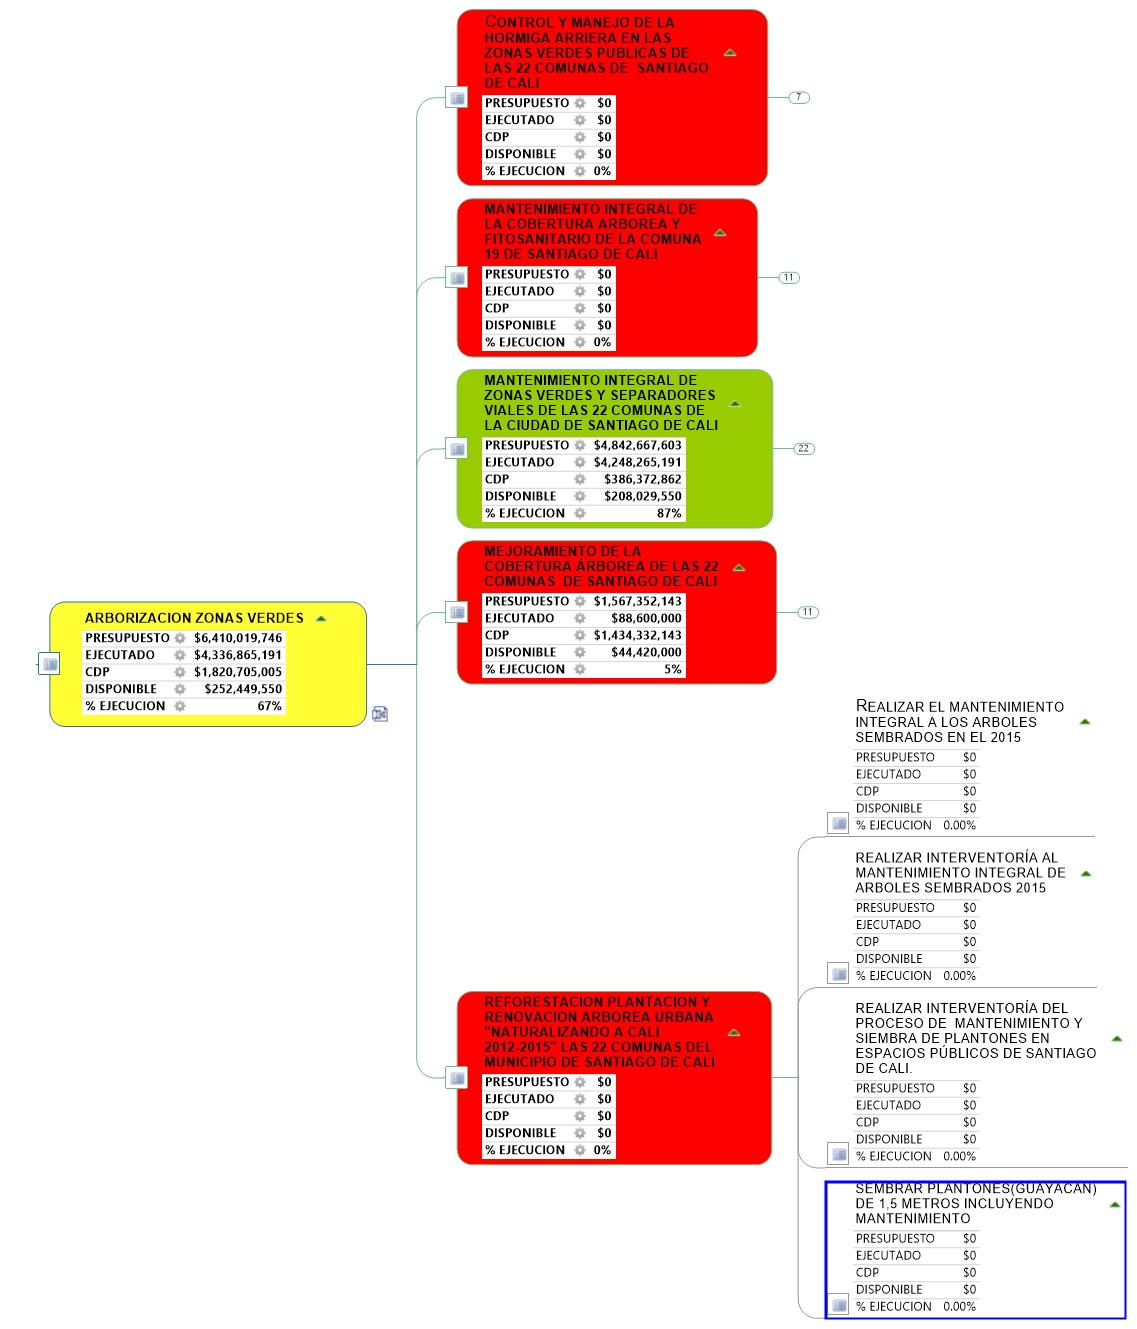 CONTROL Y MANEJO DE LA
HORMIGA ARRIERA EN LAS
ZONAS VERDES PUBLICAS DE
LAS 22 COMUNAS DE SANTIAGO
DE CALI
PRESUPUESTO $0
EJECUTADO $0
CDP $0
DISPONIBLE $0
% EJECUCION 0%
7
MANTENIMIENTO INTEGRAL DE
LA COBERTURA ARBOREA Y
FITOSANITARIO DE LA COMUNA
19 DE SANTIAGO DE CALI
PRESUPUESTO $0
EJECUTADO $0
CDP $0
DISPONIBLE $0
% EJECUCION 0%
11
MANTENIMIENTO INTEGRAL DE
ZONAS VERDES Y SEPARADORES
VIALES DE LAS 22 COMUNAS DE
LA CIUDAD DE SANTIAGO DE CALI
PRESUPUESTO $4,842,667,603
EJECUTADO $4,248,265,191
CDP $386,372,862
DISPONIBLE $208,029,550
% EJECUCION 87%
22
MEJORAMIENTO DE LA
COBERTURA ÁRBOREA DE LAS 22
COMUNAS DE SANTIAGO DE CALI
PRESUPUESTO $1,567,352,143
EJECUTADO $88,600,000
CDP $1,434,332,143
DISPONIBLE $44,420,000
% EJECUCION 5%
11
ARBORIZACION ZONAS VERDES
PRESUPUESTO $6,410,019,746
EJECUTADO $4,336,865,191
CDP $1,820,705,005
DISPONIBLE $252,449,550
% EJECUCION 67%
REFORESTACION PLANTACION Y
RENOVACION ARBOREA URBANA
"NATURALIZANDO A CALI
2012-2015" LAS 22 COMUNAS DEL
MUNICIPIO DE SANTIAGO DE CALI
PRESUPUESTO $0
EJECUTADO $0
CDP $0
DISPONIBLE $0
% EJECUCION 0%
REALIZAR EL MANTENIMIENTO
INTEGRAL A LOS ARBOLES
SEMBRADOS EN EL 2015
PRESUPUESTO $0
EJECUTADO $0
CDP $0
DISPONIBLE $0
% EJECUCION 0.00%
REALIZAR INTERVENTORÍA AL
MANTENIMIENTO INTEGRAL DE
ARBOLES SEMBRADOS 2015
PRESUPUESTO $0
EJECUTADO $0
CDP $0
DISPONIBLE $0
% EJECUCION 0.00%
REALIZAR INTERVENTORÍA DEL
PROCESO DE MANTENIMIENTO Y
SIEMBRA DE PLANTONES EN
ESPACIOS PÚBLICOS DE SANTIAGO
DE CALI.
PRESUPUESTO $0
EJECUTADO $0
CDP $0
DISPONIBLE $0
% EJECUCION 0.00%
SEMBRAR PLANTONES(GUAYACAN)
DE 1,5 METROS INCLUYENDO
MANTENIMIENTO
PRESUPUESTO $0
EJECUTADO $0
CDP $0
DISPONIBLE $0
% EJECUCION 0.00%